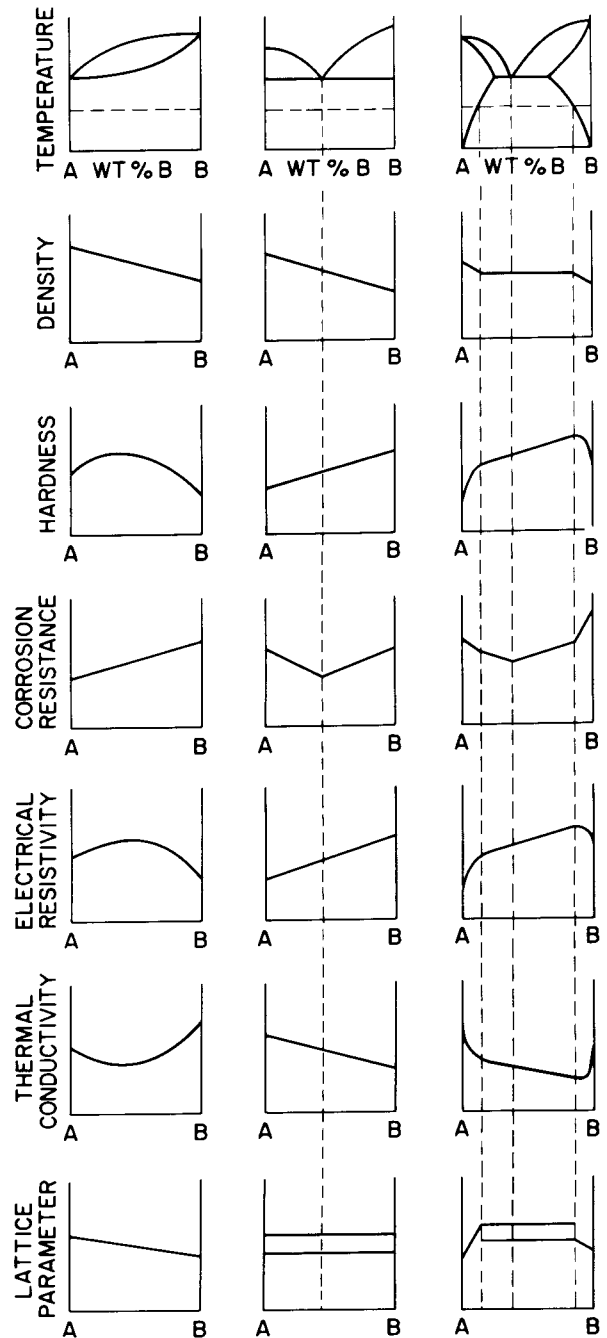 TEMPERATURE
A WT % B B
A WT % B B
A WT % B B
DENSITY
A B
A B
A B
HARDNESS
A B
A B
A B
CORROSION
RESISTANCE
A B
A B
A B
ELECTRICAL
RESISTIVITY
A B
A B
A B
THERMAL
CONDUCTIVITY
A B
A B
A B
LATTICE
PARAMETER
A B
A B
A B